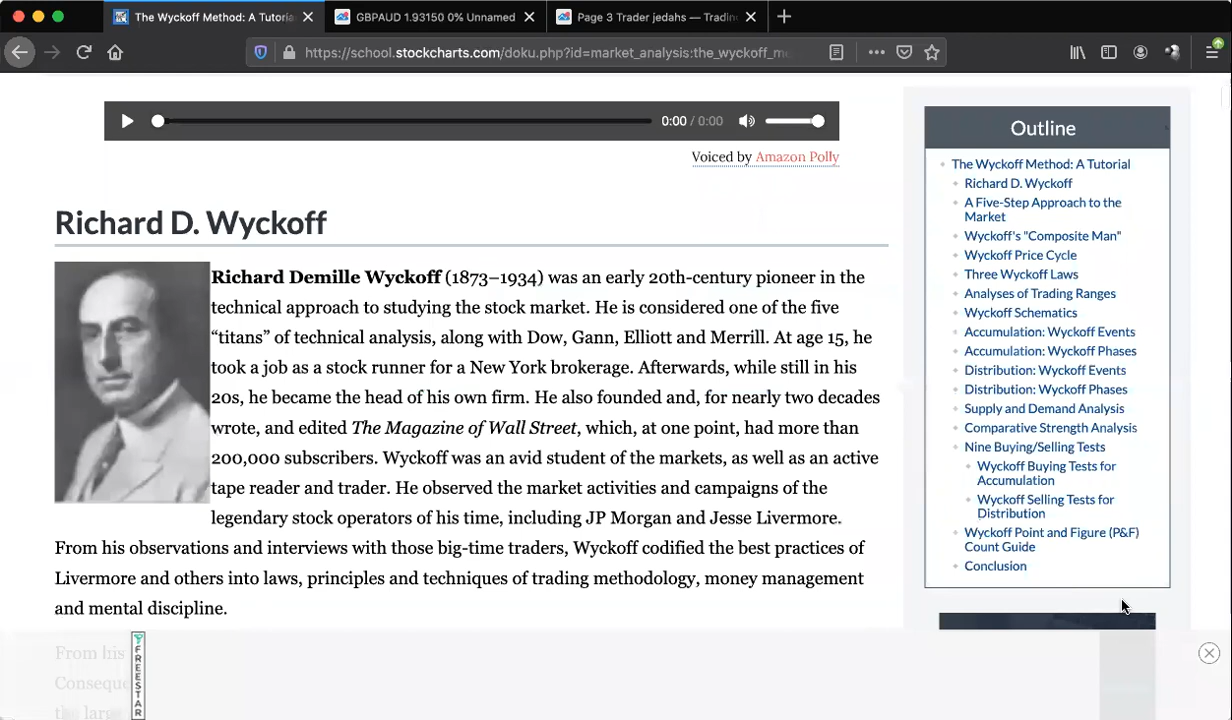 The Wyckoff Method: A Tutoria
GBPAUD 1.93150 0% Unnamed
Page 3 Trader jedahs — Tradin
https://school.stockcharts.com/doku.php?id=market_analysis:the_wyckoff_m
0:00 / 0:00
Voiced by Amazon Polly
Richard D. Wyckoff
Richard Demille Wyckoff (1873–1934) was an early 20th-century pioneer in the
technical approach to studying the stock market. He is considered one of the five
“titans” of technical analysis, along with Dow, Gann, Elliott and Merrill. At age 15, he
took a job as a stock runner for a New York brokerage. Afterwards, while still in his
20s, he became the head of his own firm. He also founded and, for nearly two decades
wrote, and edited The Magazine of Wall Street, which, at one point, had more than
200,000 subscribers. Wyckoff was an avid student of the markets, as well as an active
tape reader and trader. He observed the market activities and campaigns of the
legendary stock operators of his time, including JP Morgan and Jesse Livermore.
From his observations and interviews with those big-time traders, Wyckoff codified the best practices of
Livermore and others into laws, principles and techniques of trading methodology, money management
and mental discipline.
From his
Conseque
the larg
FREESTAR
Outline
The Wyckoff Method: A Tutorial
Richard D. Wyckoff
A Five-Step Approach to the
Market
Wyckoff's "Composite Man"
Wyckoff Price Cycle
Three Wyckoff Laws
Analyses of Trading Ranges
Wyckoff Schematics
Accumulation: Wyckoff Events
Accumulation: Wyckoff Phases
Distribution: Wyckoff Events
Distribution: Wyckoff Phases
Supply and Demand Analysis
Comparative Strength Analysis
Nine Buying/Selling Tests
Wyckoff Buying Tests for
Accumulation
Wyckoff Selling Tests for
Distribution
Wyckoff Point and Figure (P&F)
Count Guide
Conclusion